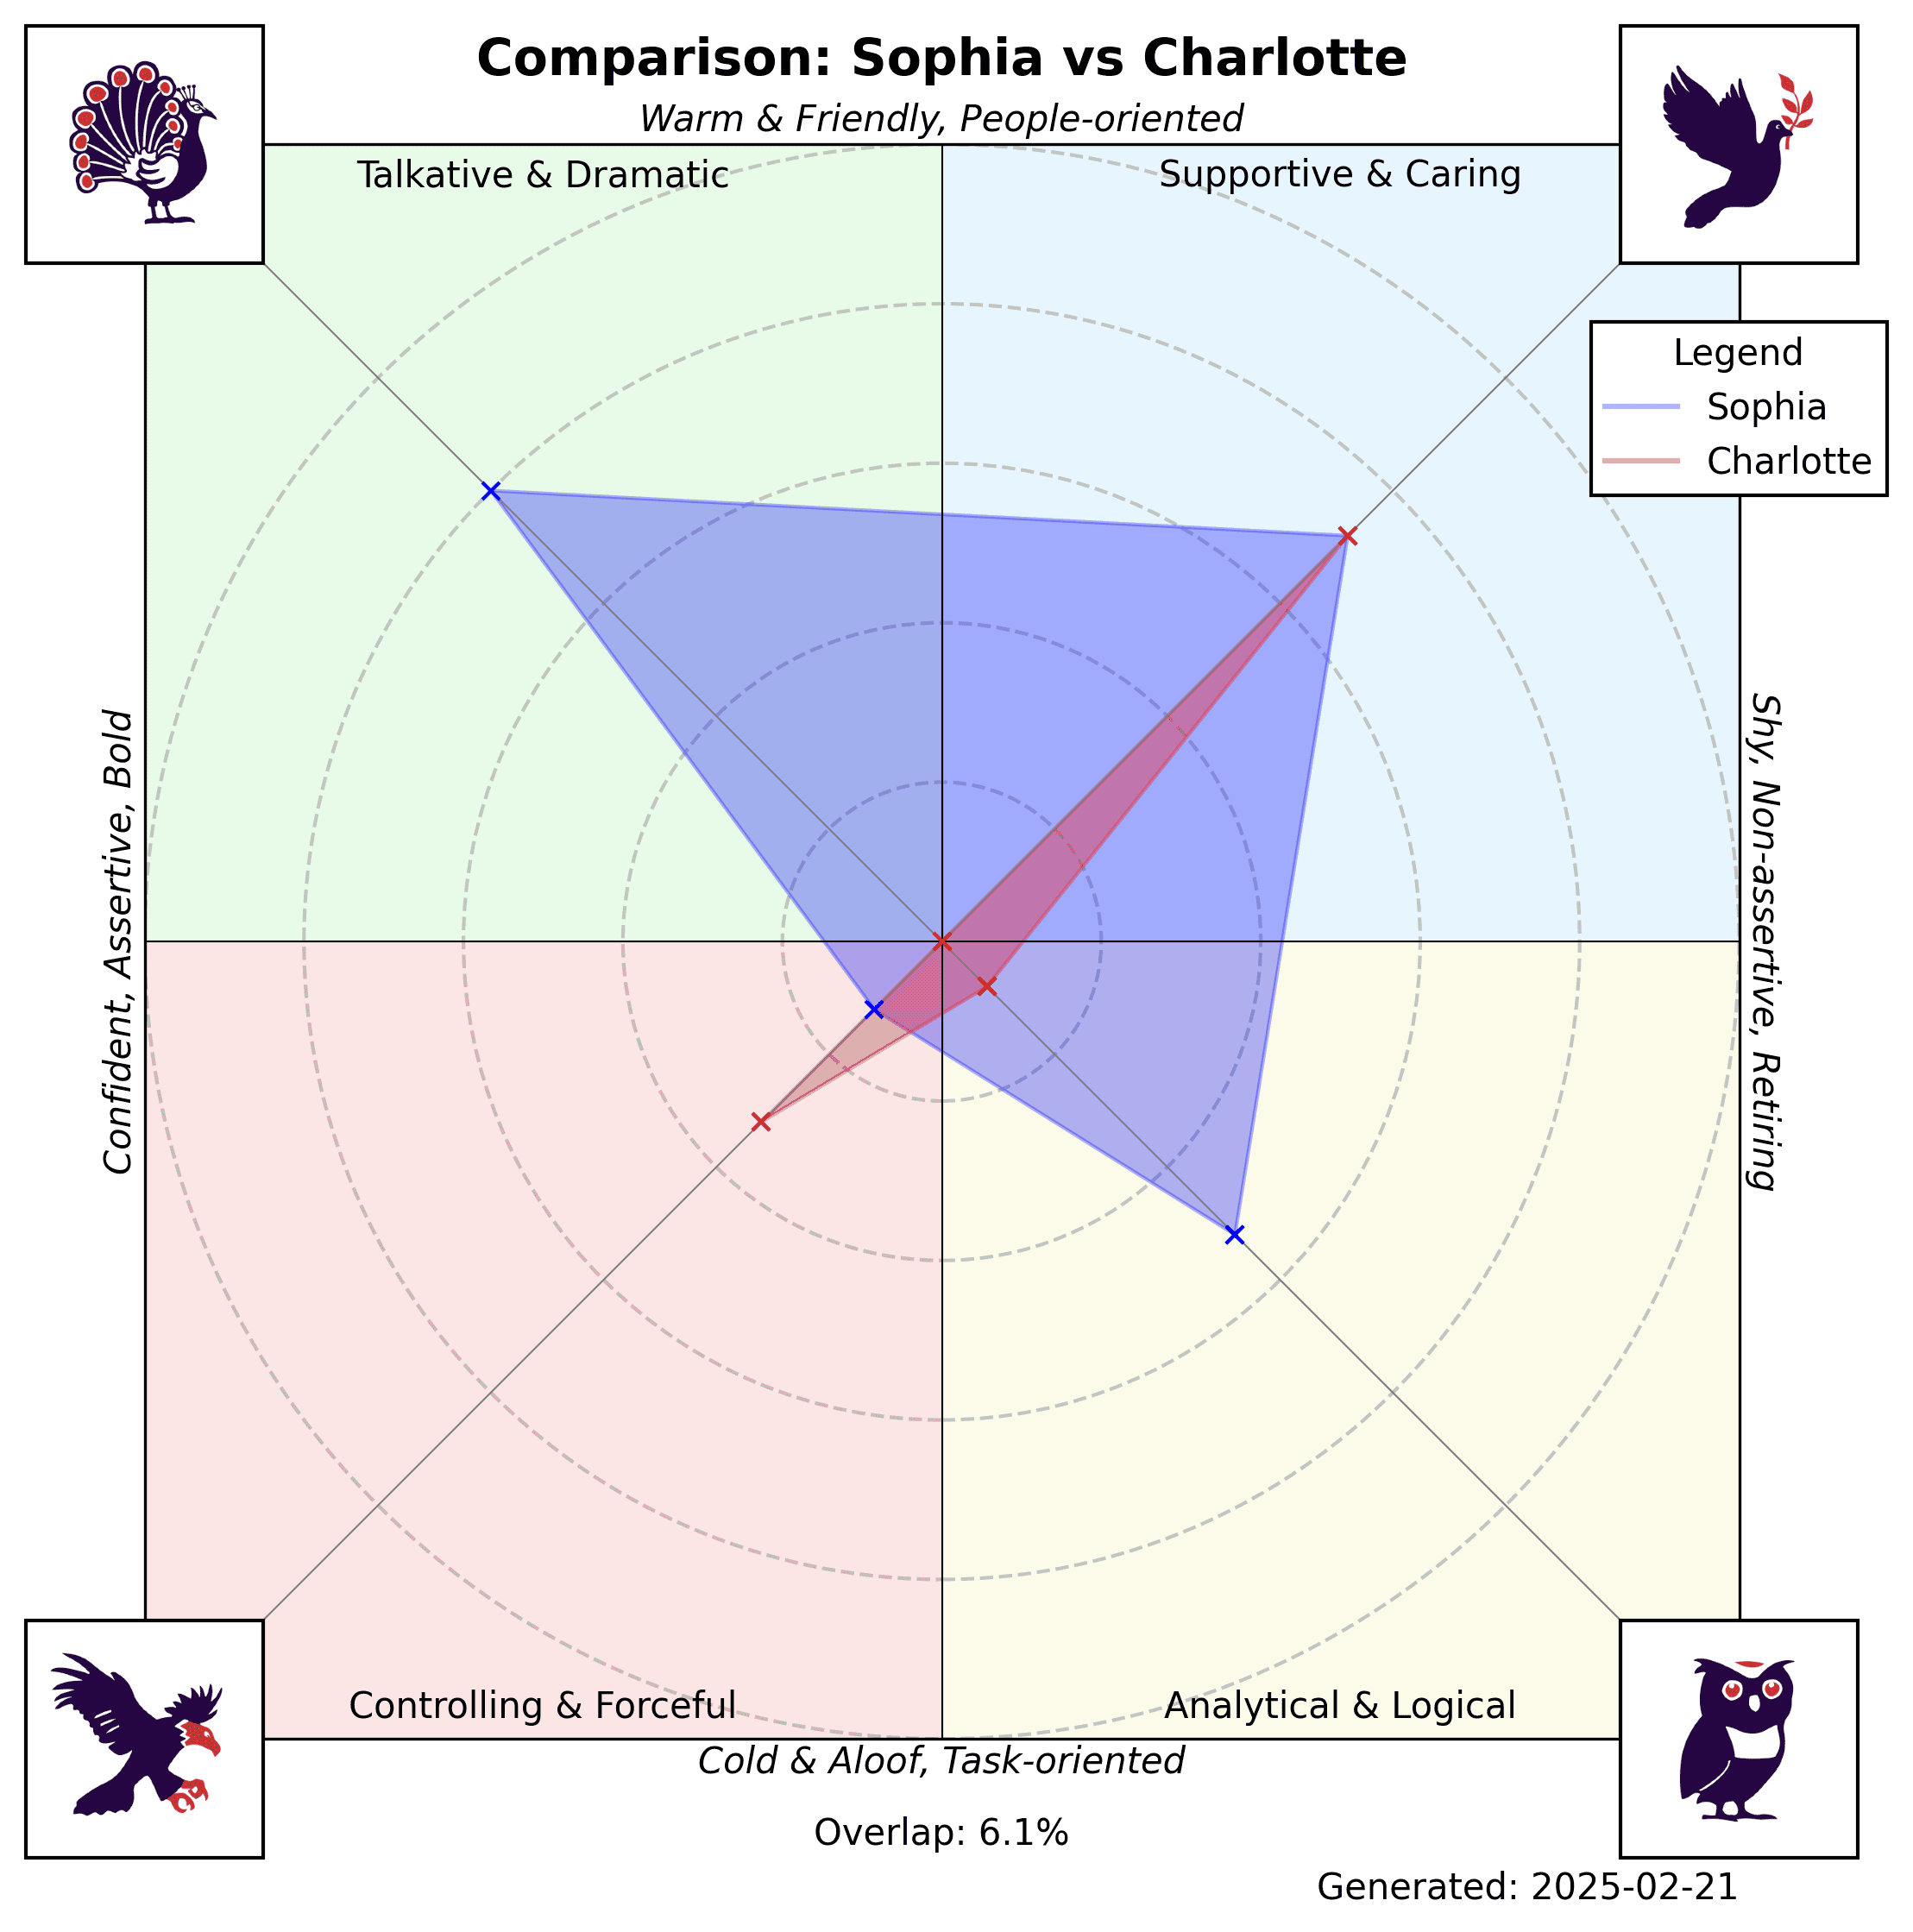 Comparison: Sophia vs Charlotte
Warm & Friendly, People-oriented
Talkative & Dramatic
Supportive & Caring
Legend
Sophia
Charlotte
Confident, Assertive, Bold
Shy, Non-assertive, Retiring
Controlling & Forceful
Analytical & Logical
Cold & Aloof, Task-oriented
Overlap: 6.1%
Generated: 2025-02-21